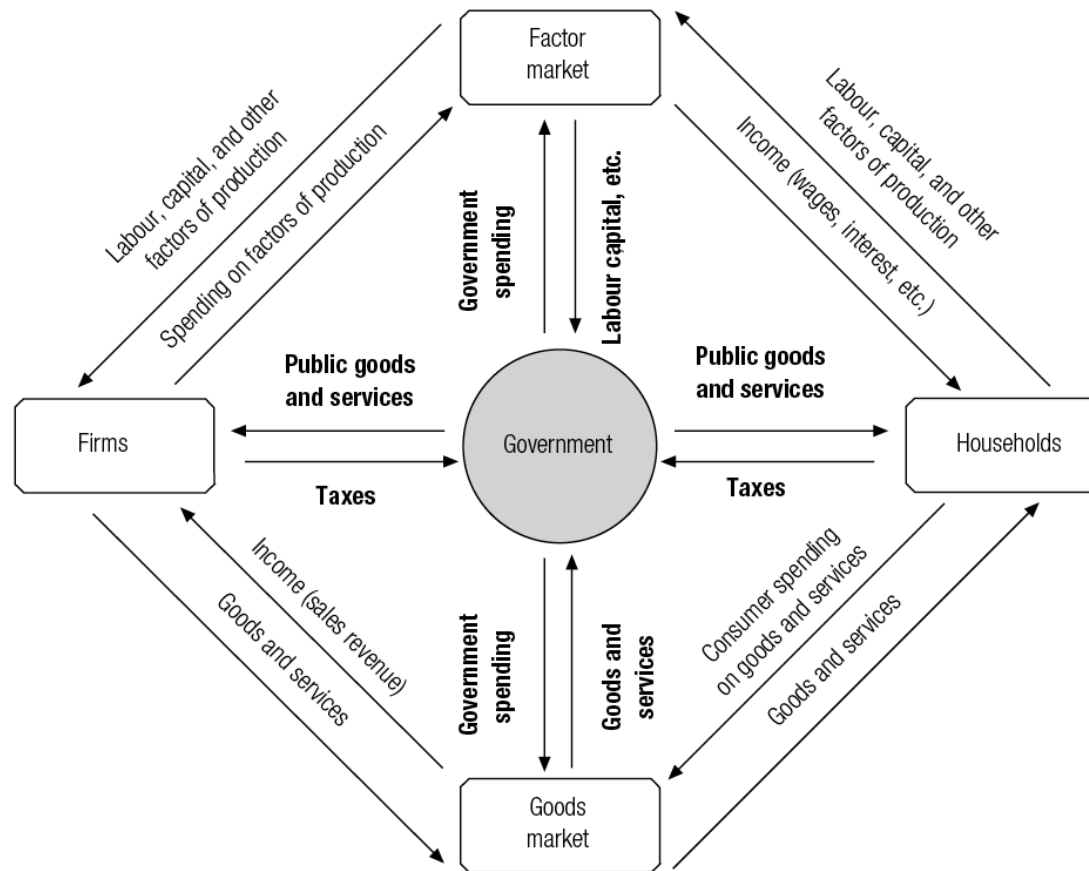 Factor
market
Labour, capital, and other
factors of production
Spending on factors of production
Government
spending
Labour capital, etc.
Income (wages, interest, etc.)
Labour, capital, and other
factors of production
Public goods
and services
Public goods
and services
Firms
Government
Households
Taxes
Taxes
Income (sales revenue)
Goods and services
Government
spending
Goods and
services
Consumer spending
on goods and services
Goods and services
Goods
market